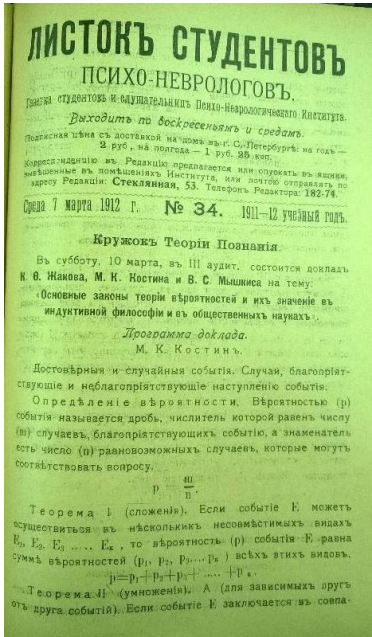 ЛИСТОКЪ СТУДЕНТОВЪ
ПСИХО-НЕВРОЛОГОВЪ.
Газетка студентовъ и слушательницъ Психо-Неврологическаго Института.
Выходитъ по воскресеньямъ и средамъ.
Подписная цѣна съ доставкой на домъ въ г. С.-Петербургѣ: на годъ—
2 руб., на полгода — 1 руб. 25 коп.
Корреспонденцію въ Редакцію предлагается или опускать въ ящики,
вывѣшенные въ помѣщеніяхъ Института, или почтою отправлять по
адресу Редакціи: Стеклянная, 53. Телефонъ Редактора: 182-74.
Среда 7 марта 1912 г. № 34. 1911—12 учебный годъ.
Кружокъ Теоріи Познанія.
Въ субботу, 10 марта, въ III аудит. состоится докладъ
К. Ѳ. Жакова, М. К. Костина и В. С. Мышкиса на тему:
«Основные законы теоріи вѣроятностей и ихъ значеніе въ
индуктивной философіи и въ общественныхъ наукахъ».
Программа доклада.
М. К. Костинъ.
Достовѣрныя и случайныя событія. Случаи, благопріят-
ствующіе и неблагопріятствующіе наступленію событія.
Опредѣленіе вѣроятности. Вѣроятностью (p)
событія называется дробь, числитель которой равенъ числу
(m) случаевъ, благопріятствующихъ событію, а знаменатель
есть число (n) равновозможныхъ случаевъ, которые могутъ
соотвѣтствовать вопросу.
p = m/n.
Теорема I (сложенія). Если событіе E можетъ
осуществиться въ нѣсколькихъ несовмѣстимыхъ видахъ
E₁, E₂, E₃ ..... Eₖ, то вѣроятность (p) событія E равна
суммѣ вѣроятностей (p₁, p₂, p₃... pₖ) всѣхъ этихъ видовъ.
p=p₁+p₂+p₃+.....+pₖ.
Теорема II (умноженія). А (для зависимыхъ другъ
отъ друга событій). Если событіе E заключается въ совпа-